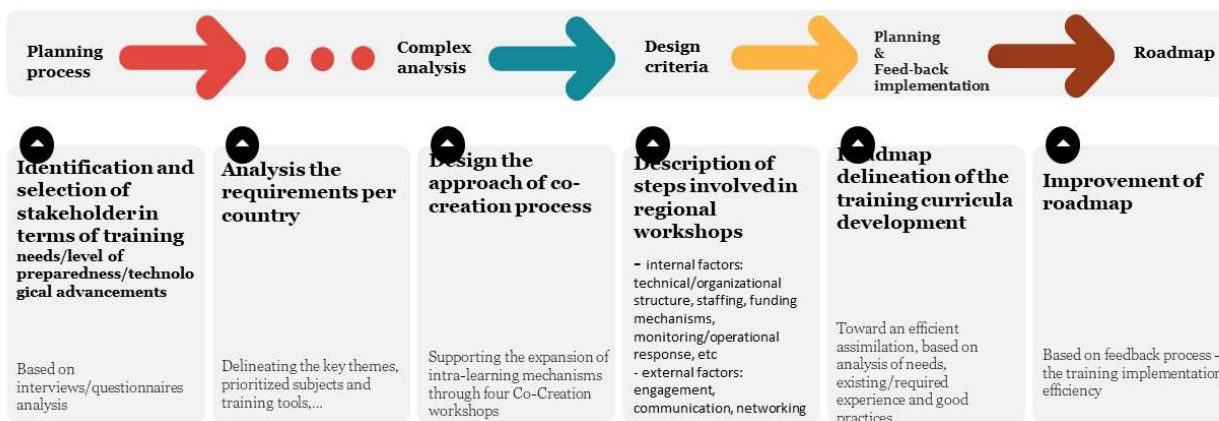 Planning
process
Complex
analysis
Design
criteria
Planning
&
Feed-back
implementation
Roadmap
Identification and
selection of
stakeholder in
terms of training
needs/level of
preparedness/technolo
gical advancements
Based on
interviews/questionnaires
analysis
Analysis the
requirements per
country
Delineating the key themes,
prioritized subjects and
training tools,...
Design the
approach of co-
creation process
Supporting the expansion of
intra-learning mechanisms
through four Co-Creation
workshops
Description of
steps involved in
regional
workshops
- internal factors:
technical/organizational
structure, staffing, funding
mechanisms,
monitoring/operational
response, etc
- external factors:
engagement,
communication, networking
Roadmap
delineation of the
training curricula
development
Toward an efficient
assimilation, based on
analysis of needs,
existing/required
experience and good
practices
Improvement of
roadmap
Based on feedback process -
the training implementation
efficiency